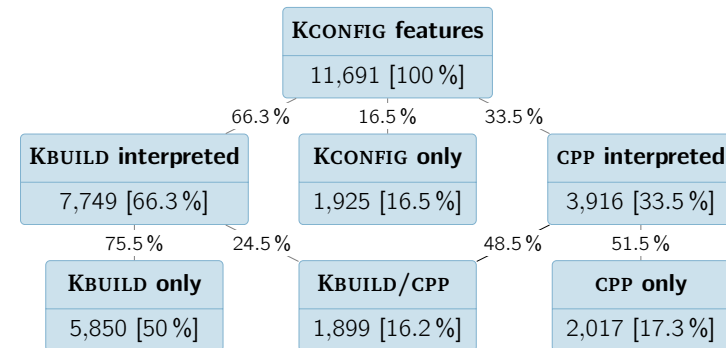 KCONFIG features
11,691 [100 %]
66.3 % 16.5 % 33.5 %
KBUILD interpreted KCONFIG only CPP interpreted
7,749 [66.3 %] 1,925 [16.5 %] 3,916 [33.5 %]
75.5 % 24.5 % 48.5 % 51.5 %
KBUILD only KBUILD/CPP CPP only
5,850 [50 %] 1,899 [16.2 %] 2,017 [17.3 %]